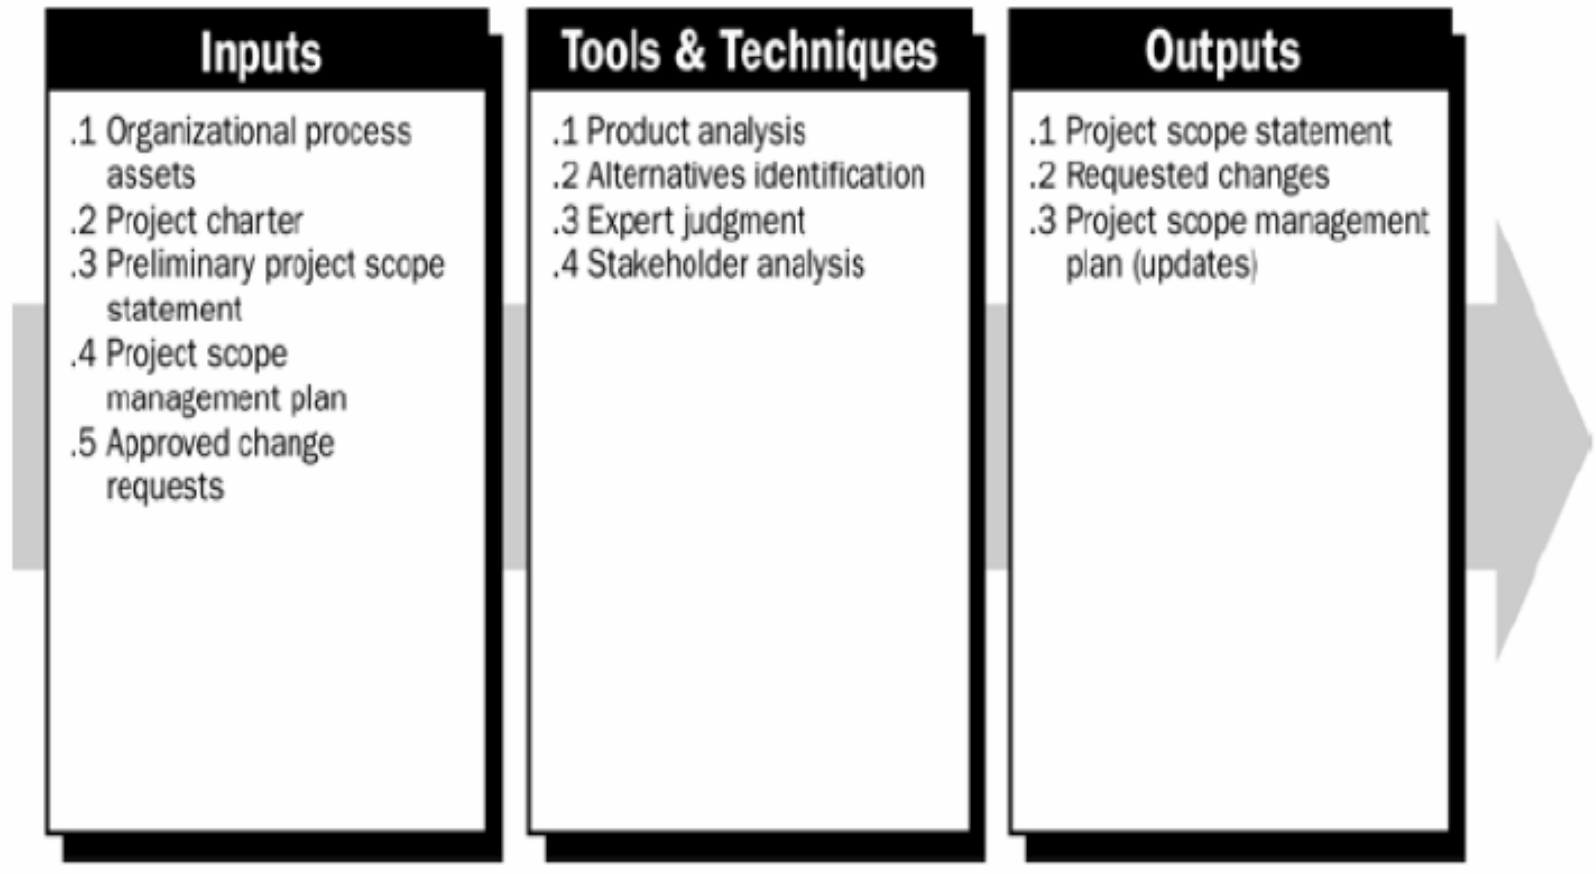 Inputs
.1 Organizational process
assets
.2 Project charter
.3 Preliminary project scope
statement
.4 Project scope
management plan
.5 Approved change
requests
Tools & Techniques
.1 Product analysis
.2 Alternatives identification
.3 Expert judgment
.4 Stakeholder analysis
Outputs
.1 Project scope statement
.2 Requested changes
.3 Project scope management
plan (updates)